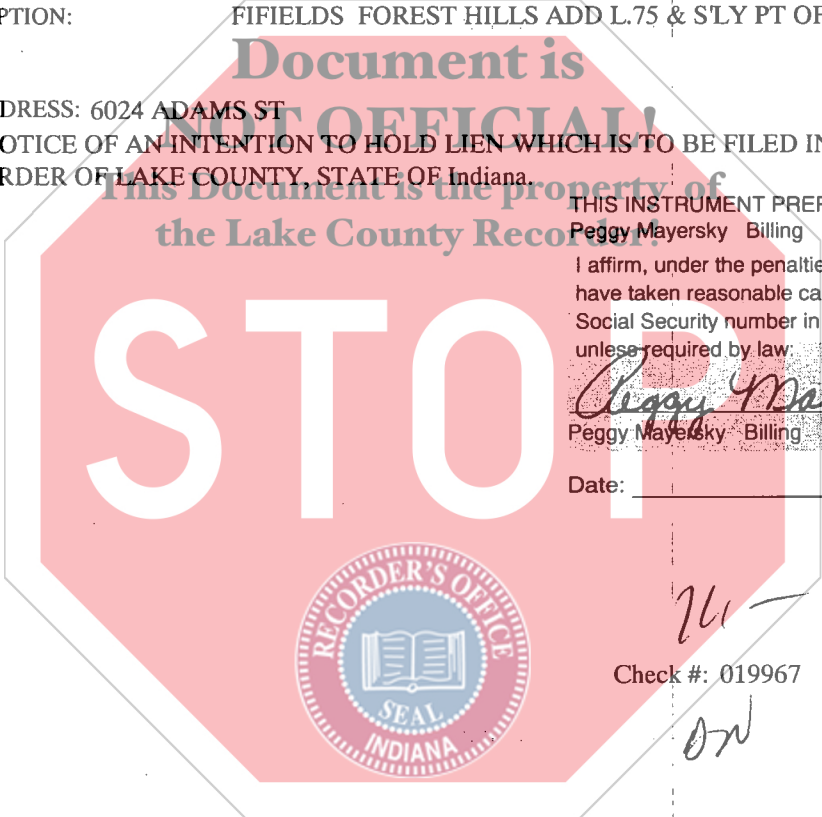 PTION: FIFIELDS FOREST HILLS ADD L.75 & S'LY PT OF
Document is
DRESS: 6024 ADAMS ST
NOT OFFICIAL!
OTICE OF AN INTENTION TO HOLD LIEN WHICH IS TO BE FILED IN
RDER OF LAKE COUNTY, STATE OF Indiana.
This Document is the property of
the Lake County Recorder!
THIS INSTRUMENT PREP
Peggy Mayersky Billing
I affirm, under the penaltie
have taken reasonable ca
Social Security number in
unless required by law:
STOP
Peggy Ma
Peggy Mayersky Billing
Date:
RECORDER'S OFFICE
SEAL
INDIANA
Check #: 019967